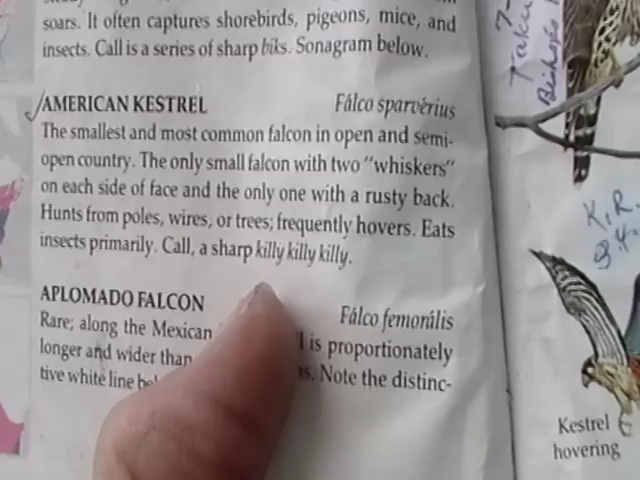 soars. It often captures shorebirds, pigeons, mice, and
insects. Call is a series of sharp biks. Sonagram below.
AMERICAN KESTREL Fálco sparvérius
The smallest and most common falcon in open and semi-
open country. The only small falcon with two "whiskers"
on each side of face and the only one with a rusty back.
Hunts from poles, wires, or trees; frequently hovers. Eats
insects primarily. Call, a sharp killy killy killy.
APLOMADO FALCON Fálco femorális
Rare; along the Mexican is proportionately
longer and wider than Note the distinc-
tive white line
Kestrel
hovering